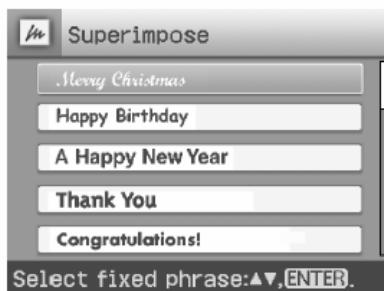 Superimpose
Merry Christmas
Happy Birthday
A Happy New Year
Thank You
Congratulations!
Select fixed phrase:▲▼,ENTER.